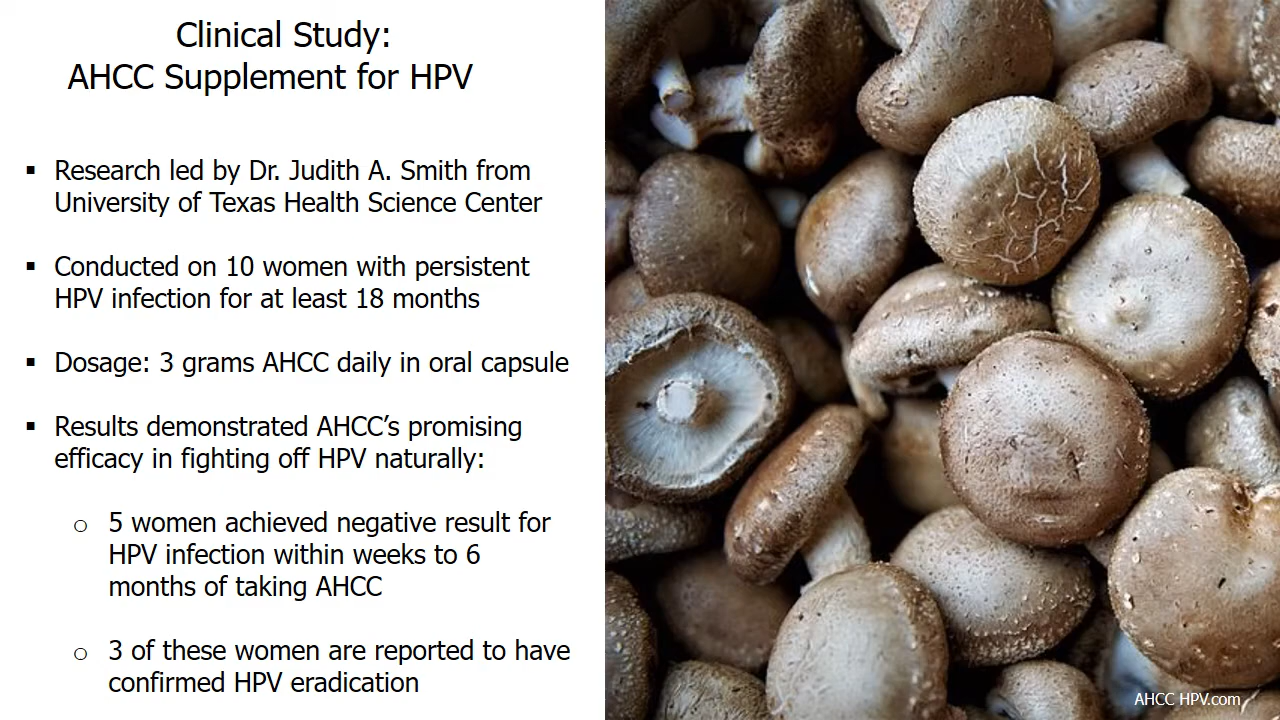 Clinical Study:
AHCC Supplement for HPV
▪ Research led by Dr. Judith A. Smith from
University of Texas Health Science Center
▪ Conducted on 10 women with persistent
HPV infection for at least 18 months
▪ Dosage: 3 grams AHCC daily in oral capsule
▪ Results demonstrated AHCC’s promising
efficacy in fighting off HPV naturally:
o 5 women achieved negative result for
HPV infection within weeks to 6
months of taking AHCC
o 3 of these women are reported to have
confirmed HPV eradication
AHCC HPV.com